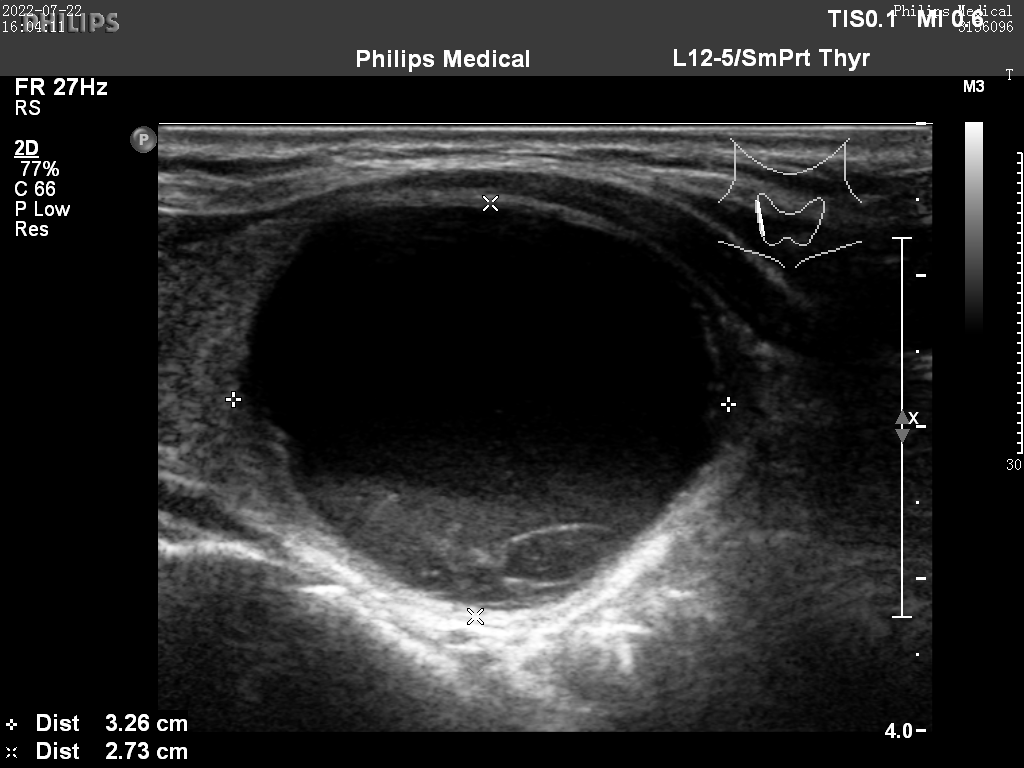 2022-07-22
16:04:11
PHILIPS
Philips Medical
TIS0.1 MI 0.6
Philips Medical
L12-5/SmPrt Thyr
T
FR 27Hz
RS
M3
P
2D
77%
C 66
P Low
Res
X
30
4.0
Dist 3.26 cm
Dist 2.73 cm